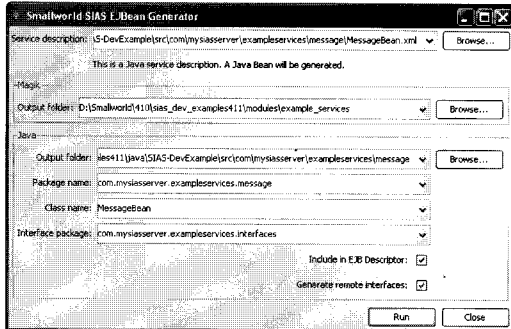 Smallworld SIAS EJBean Generator
Service description: \S-DevExample\src\com\mysiasserver\exampleservices\message\MessageBean.xml Browse...
This is a Java service description. A Java Bean will be generated.
Magik
Output folder: D:\Smallworld\410\sias_dev_examples411\modules\example_services Browse...
Java
Output folder: les411\java\SIAS-DevExample\src\com\mysiasserver\exampleservices\message Browse...
Package name: com.mysiasserver.exampleservices.message
Class name: MessageBean
Interface package: com.mysiasserver.exampleservices.interfaces
Include in EJB Descriptor:
Generate remote interfaces:
Run Close